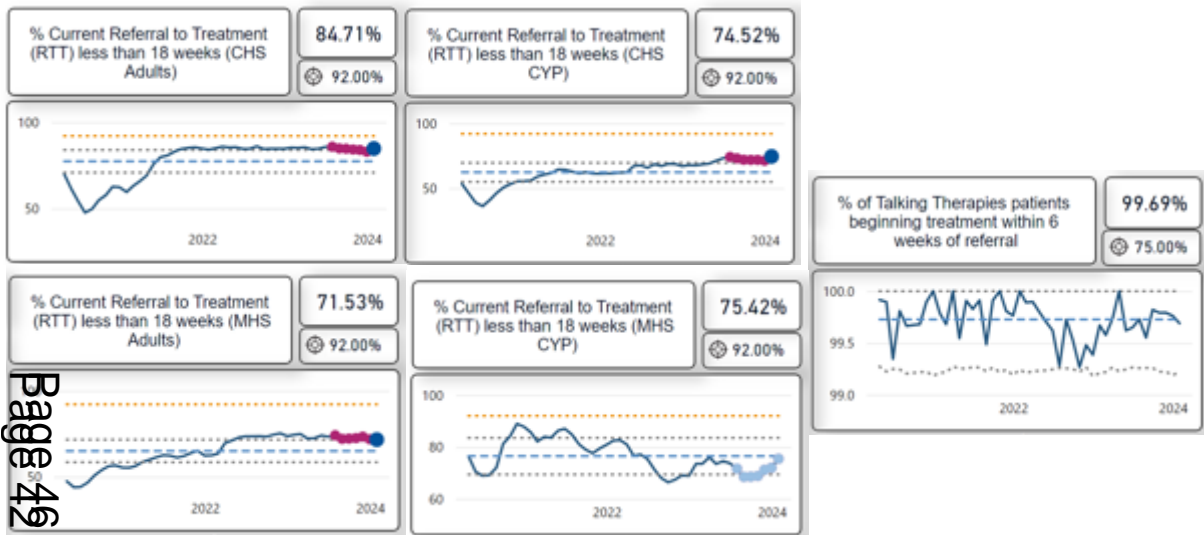 % Current Referral to Treatment
(RTT) less than 18 weeks (CHS
Adults)
84.71%
92.00%
100
50
2022
2024
% Current Referral to Treatment
(RTT) less than 18 weeks (CHS
CYP)
74.52%
92.00%
100
50
2022
2024
% of Talking Therapies patients
beginning treatment within 6
weeks of referral
99.69%
75.00%
100.0
99.5
99.0
2022
2024
% Current Referral to Treatment
(RTT) less than 18 weeks (MHS
Adults)
71.53%
92.00%
50
2022
2024
% Current Referral to Treatment
(RTT) less than 18 weeks (MHS
CYP)
75.42%
92.00%
100
80
60
2022
2024
Page 46
Page 42